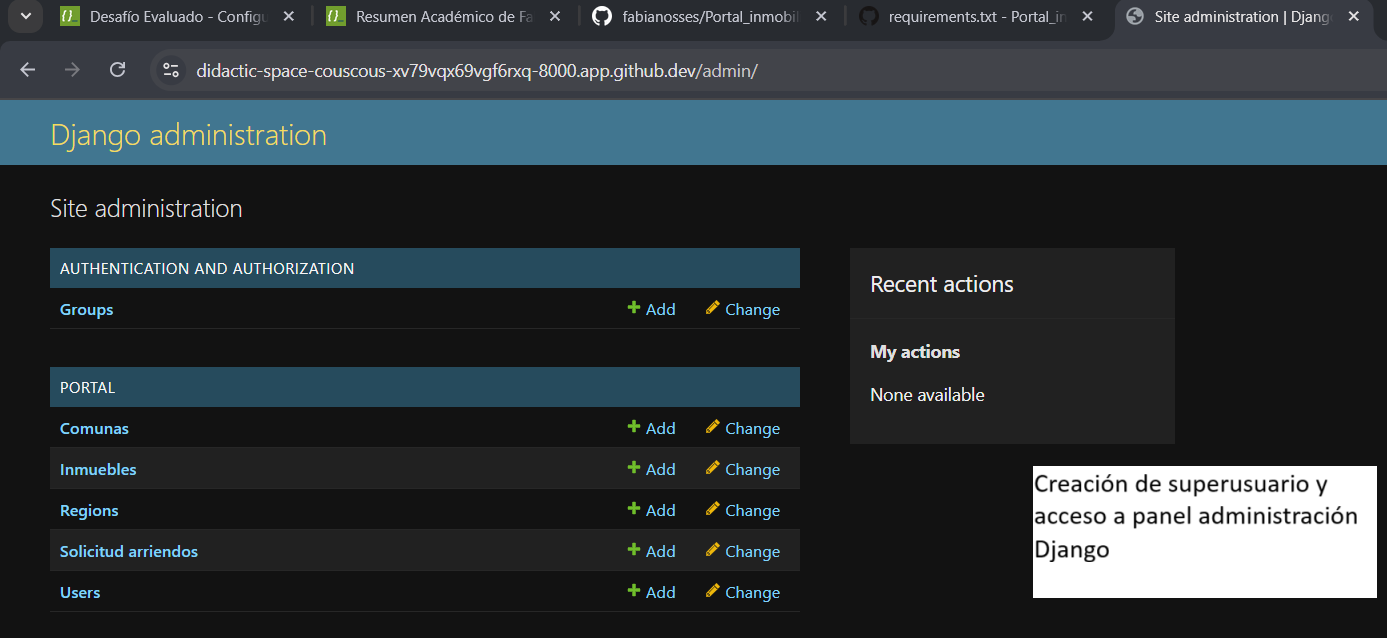 Desafío Evaluado - Configu
Resumen Académico de Fa
fabianosses/Portal_inmobil
requirements.txt - Portal_in
Site administration | Django
didactic-space-couscous-xv79vqx69vgf6rxq-8000.app.github.dev/admin/
Django administration
Site administration
AUTHENTICATION AND AUTHORIZATION
Groups Add Change
PORTAL
Comunas Add Change
Inmuebles Add Change
Regions Add Change
Solicitud arriendos Add Change
Users Add Change
Recent actions
My actions
None available
Creación de superusuario y
acceso a panel administración
Django